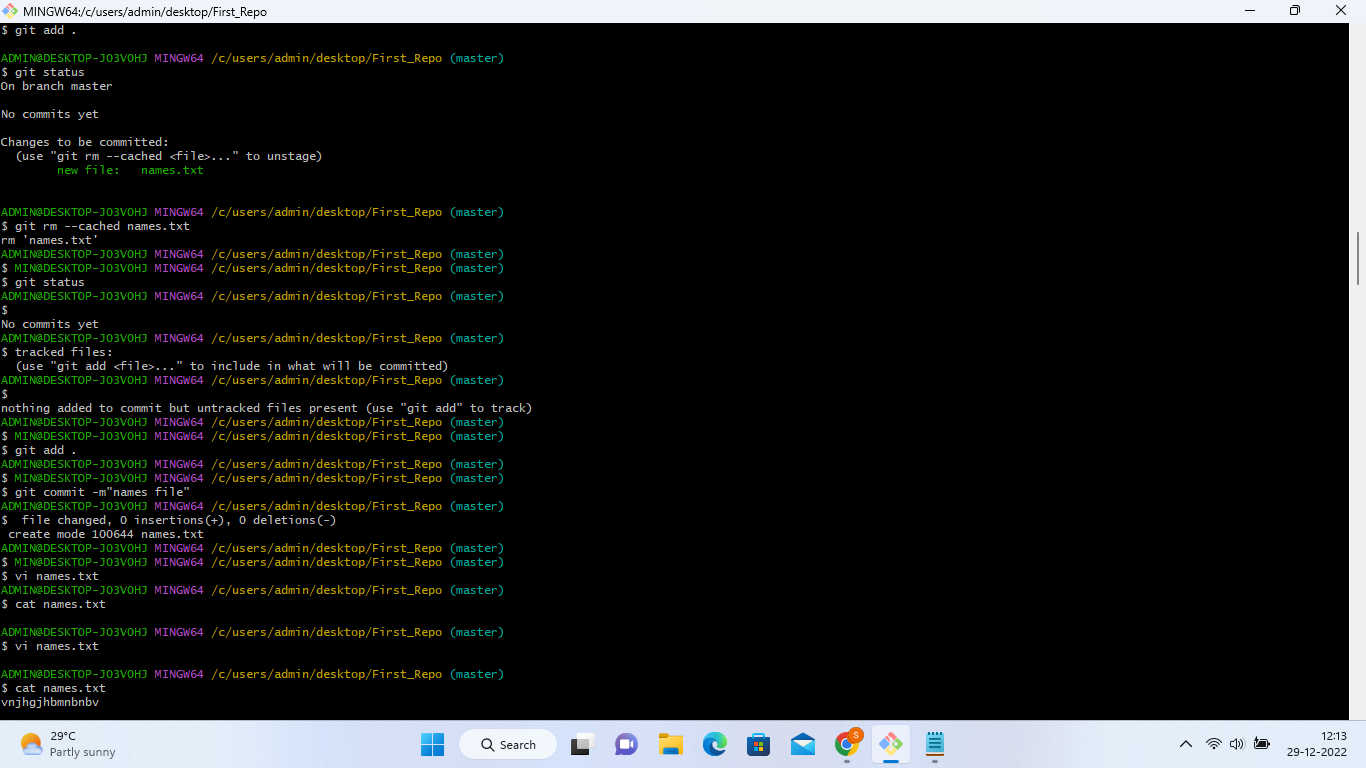 MINGW64:/c/users/admin/desktop/First_Repo
$ git add .
ADMIN@DESKTOP-JO3VOHJ MINGW64 /c/users/admin/desktop/First_Repo (master)
$ git status
On branch master
No commits yet
Changes to be committed:
(use "git rm --cached <file>..." to unstage)
new file:   names.txt
ADMIN@DESKTOP-JO3VOHJ MINGW64 /c/users/admin/desktop/First_Repo (master)
$ git rm --cached names.txt
rm 'names.txt'
ADMIN@DESKTOP-JO3VOHJ MINGW64 /c/users/admin/desktop/First_Repo (master)
$ MIN@DESKTOP-JO3VOHJ MINGW64 /c/users/admin/desktop/First_Repo (master)
$ git status
ADMIN@DESKTOP-JO3VOHJ MINGW64 /c/users/admin/desktop/First_Repo (master)
$
No commits yet
ADMIN@DESKTOP-JO3VOHJ MINGW64 /c/users/admin/desktop/First_Repo (master)
$ tracked files:
(use "git add <file>..." to include in what will be committed)
ADMIN@DESKTOP-JO3VOHJ MINGW64 /c/users/admin/desktop/First_Repo (master)
$
nothing added to commit but untracked files present (use "git add" to track)
ADMIN@DESKTOP-JO3VOHJ MINGW64 /c/users/admin/desktop/First_Repo (master)
$ MIN@DESKTOP-JO3VOHJ MINGW64 /c/users/admin/desktop/First_Repo (master)
$ git add .
ADMIN@DESKTOP-JO3VOHJ MINGW64 /c/users/admin/desktop/First_Repo (master)
$ MIN@DESKTOP-JO3VOHJ MINGW64 /c/users/admin/desktop/First_Repo (master)
$ git commit -m"names file"
ADMIN@DESKTOP-JO3VOHJ MINGW64 /c/users/admin/desktop/First_Repo (master)
$  file changed, 0 insertions(+), 0 deletions(-)
create mode 100644 names.txt
ADMIN@DESKTOP-JO3VOHJ MINGW64 /c/users/admin/desktop/First_Repo (master)
$ MIN@DESKTOP-JO3VOHJ MINGW64 /c/users/admin/desktop/First_Repo (master)
$ vi names.txt
ADMIN@DESKTOP-JO3VOHJ MINGW64 /c/users/admin/desktop/First_Repo (master)
$ cat names.txt
ADMIN@DESKTOP-JO3VOHJ MINGW64 /c/users/admin/desktop/First_Repo (master)
$ vi names.txt
ADMIN@DESKTOP-JO3VOHJ MINGW64 /c/users/admin/desktop/First_Repo (master)
$ cat names.txt
vnjhgjhbmnbnbv
29°C
Partly sunny
Search
S
12:13
29-12-2022